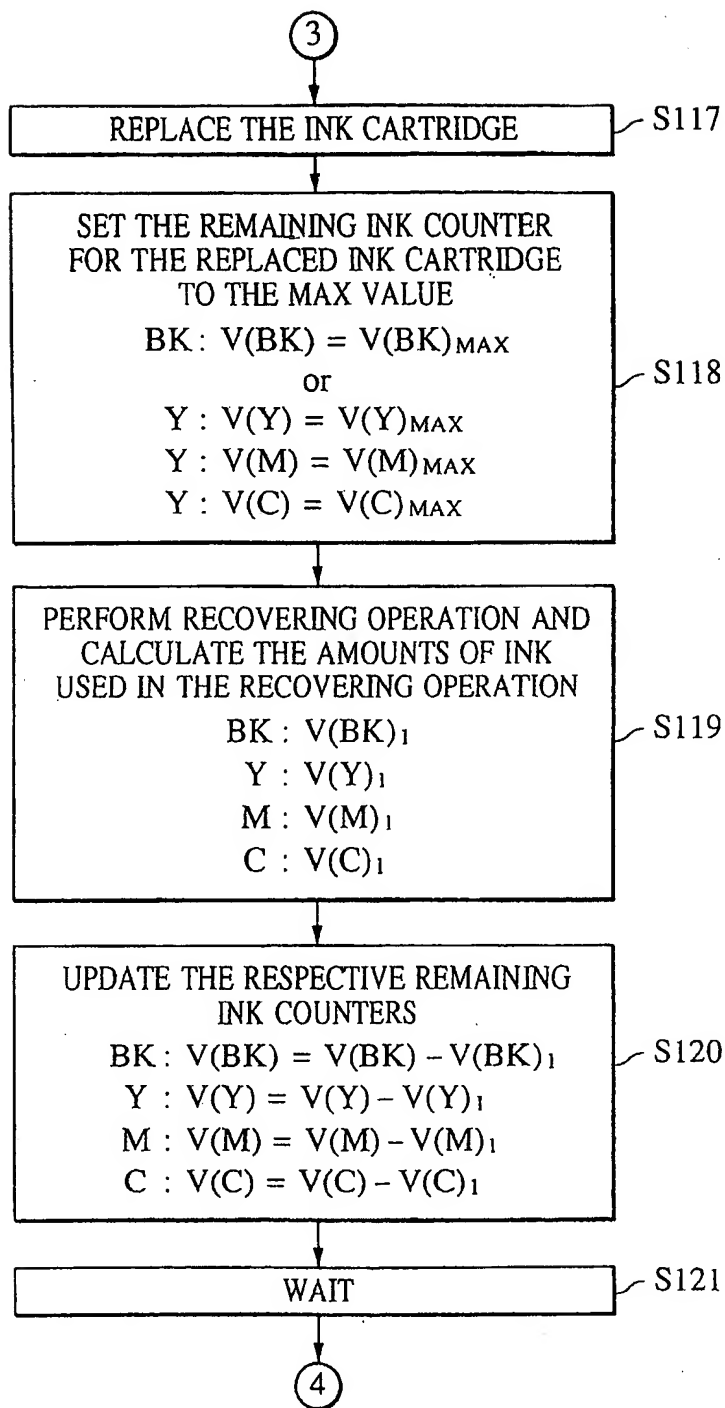 3
REPLACE THE INK CARTRIDGE
S117
SET THE REMAINING INK COUNTER
FOR THE REPLACED INK CARTRIDGE
TO THE MAX VALUE
BK : V(BK) = V(BK)MAX
or
Y : V(Y) = V(Y)MAX
Y : V(M) = V(M)MAX
Y : V(C) = V(C)MAX
S118
PERFORM RECOVERING OPERATION AND
CALCULATE THE AMOUNTS OF INK
USED IN THE RECOVERING OPERATION
BK : V(BK)1
Y : V(Y)1
M : V(M)1
C : V(C)1
S119
UPDATE THE RESPECTIVE REMAINING
INK COUNTERS
BK : V(BK) = V(BK) – V(BK)1
Y : V(Y) = V(Y) – V(Y)1
M : V(M) = V(M) – V(M)1
C : V(C) = V(C) – V(C)1
S120
WAIT
S121
4